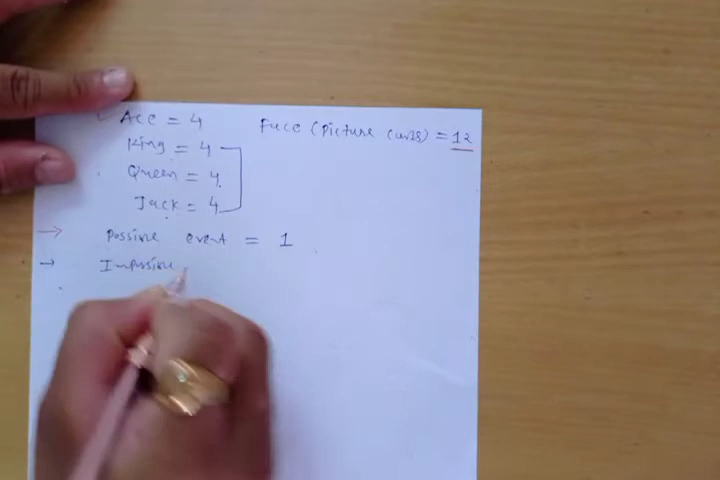 Ace = 4 Face (picture cards) = 12
King = 4
Queen = 4
Jack = 4
→ possible event = 1
→ Impossible